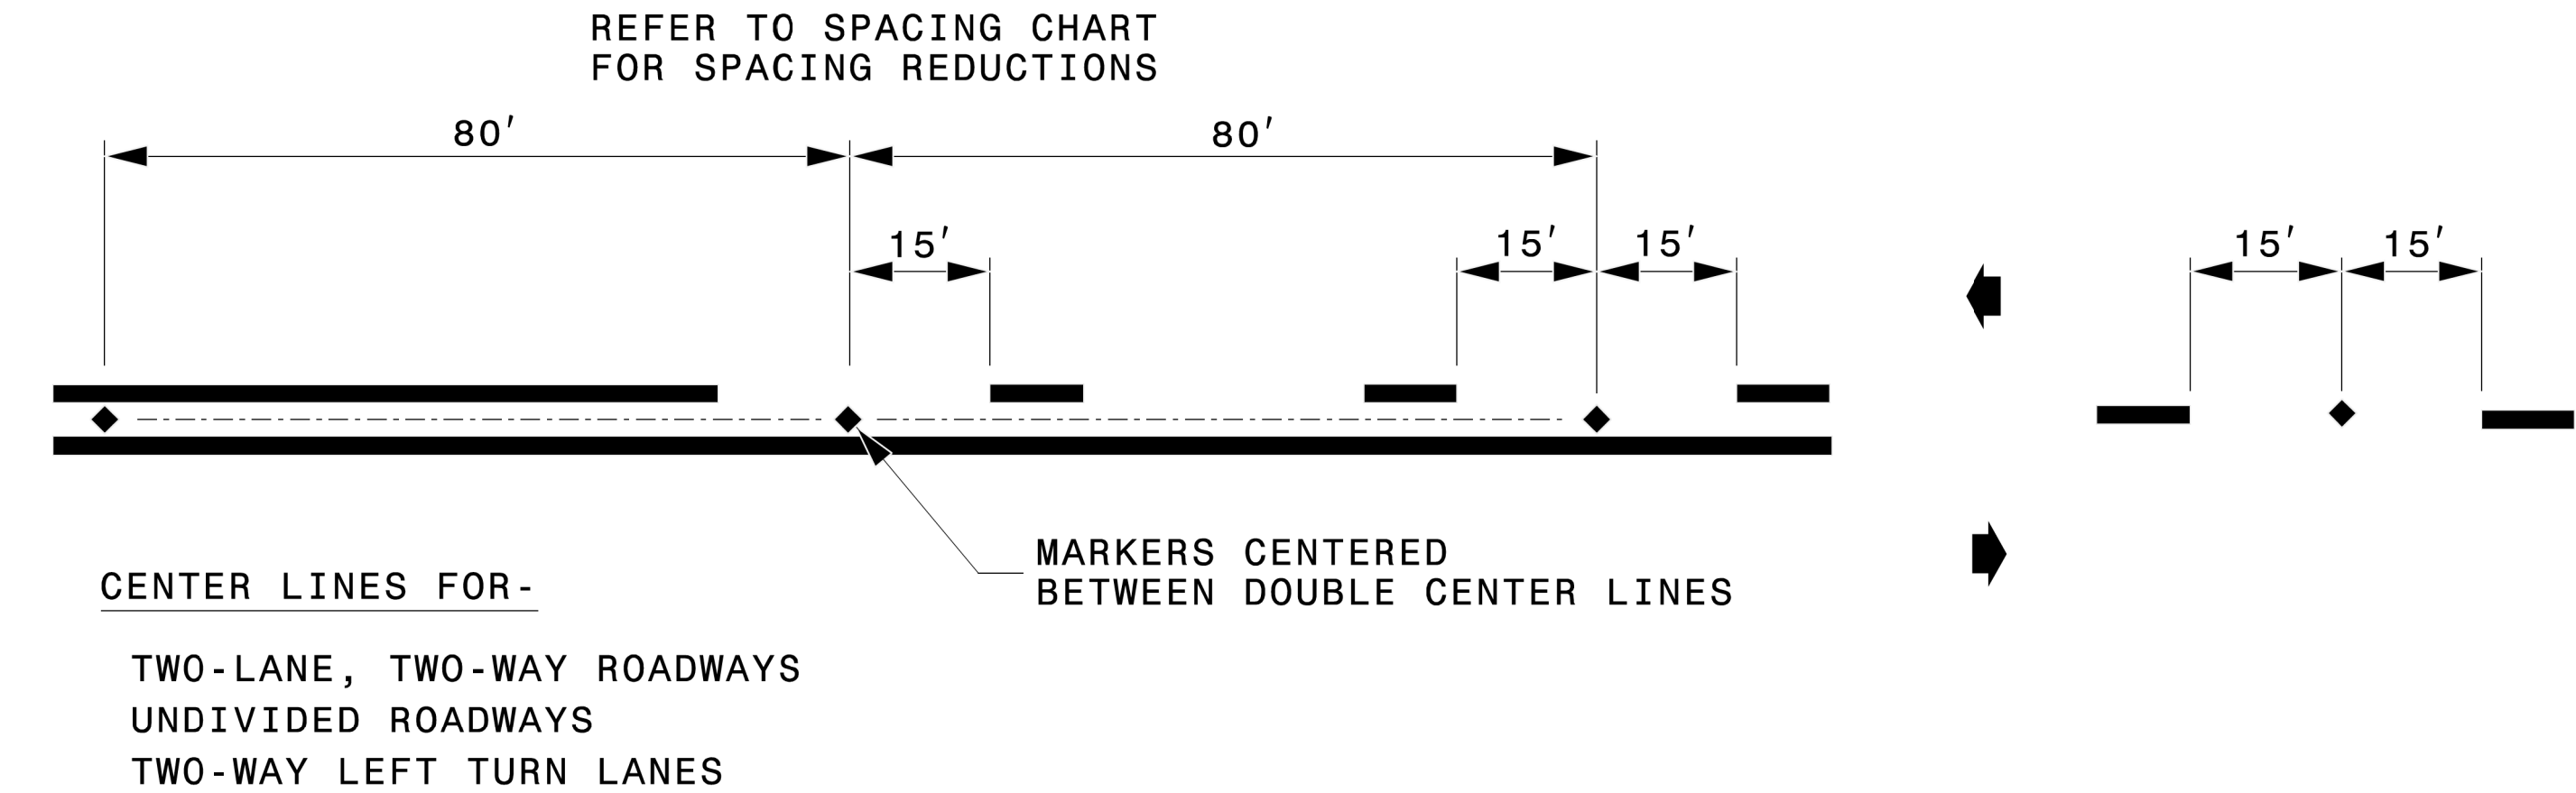 REFER TO SPACING CHART
FOR SPACING REDUCTIONS
80'
80'
15'
15'
15'
15'
15'
MARKERS CENTERED
BETWEEN DOUBLE CENTER LINES
CENTER LINES FOR-
TWO-LANE, TWO-WAY ROADWAYS
UNDIVIDED ROADWAYS
TWO-WAY LEFT TURN LANES